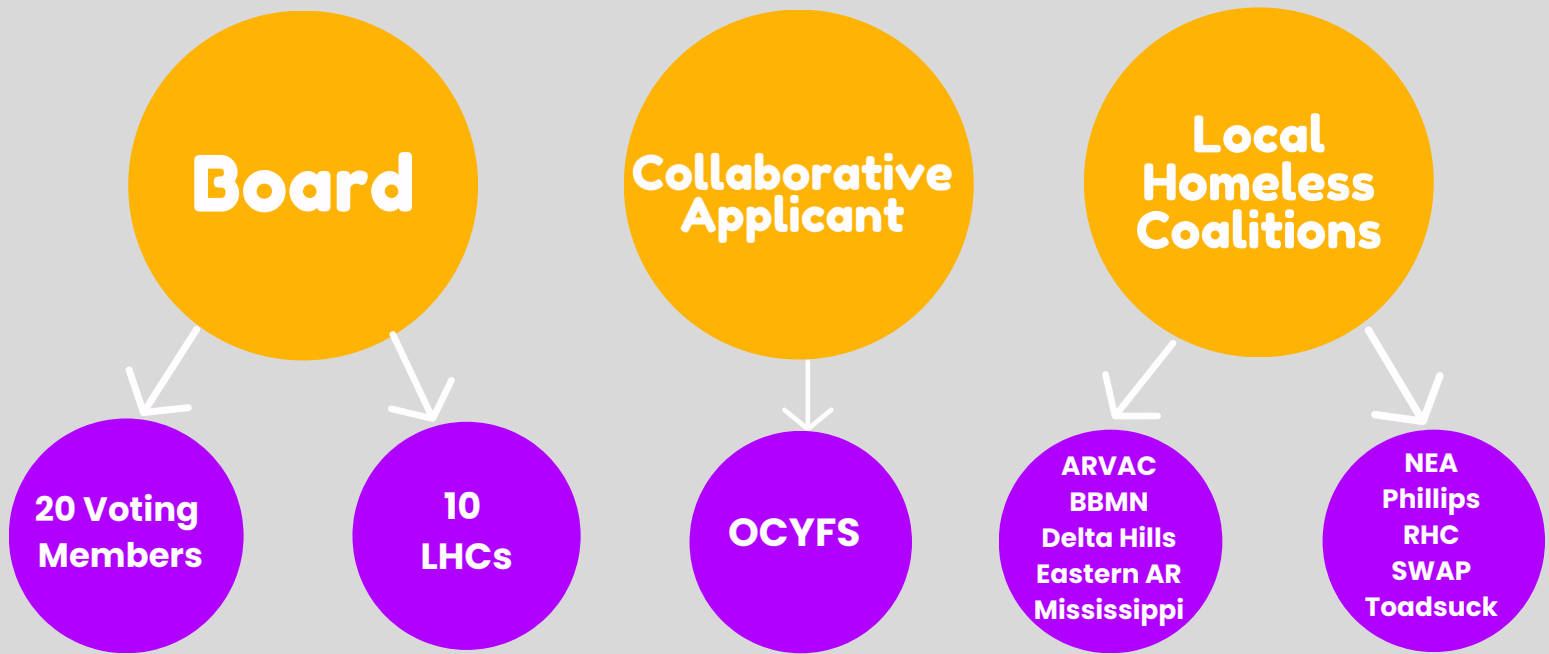 Board
Collaborative
Applicant
Local
Homeless
Coalitions
20 Voting
Members
10
LHCs
OCYFS
ARVAC
BBMN
Delta Hills
Eastern AR
Mississippi
NEA
Phillips
RHC
SWAP
Toadsuck